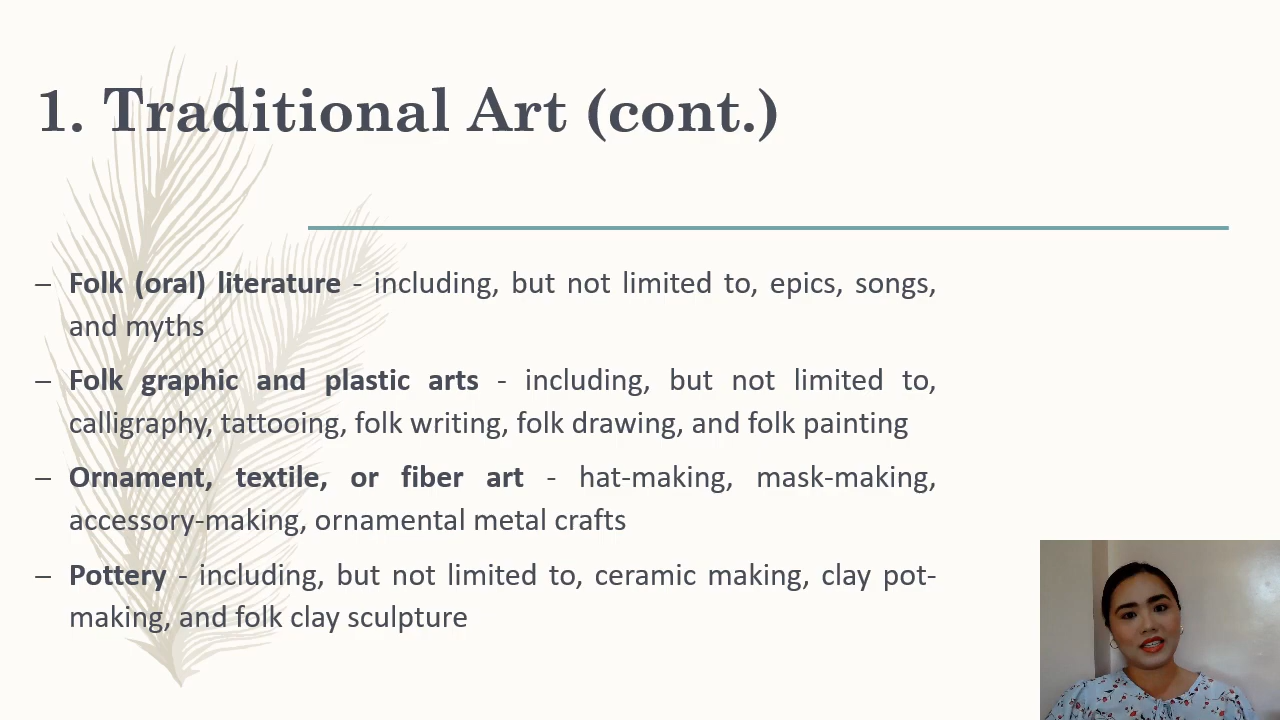 1. Traditional Art (cont.)
– Folk (oral) literature - including, but not limited to, epics, songs,
and myths
– Folk graphic and plastic arts - including, but not limited to,
calligraphy, tattooing, folk writing, folk drawing, and folk painting
– Ornament, textile, or fiber art - hat-making, mask-making,
accessory-making, ornamental metal crafts
– Pottery - including, but not limited to, ceramic making, clay pot-
making, and folk clay sculpture